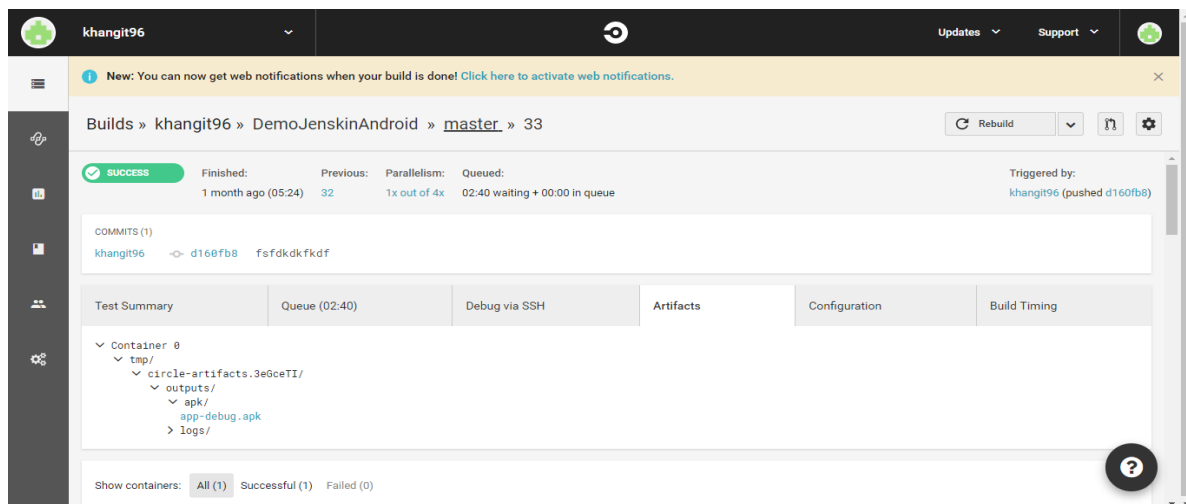 khangit96
Updates
Support
New: You can now get web notifications when your build is done! Click here to activate web notifications.
Builds » khangit96 » DemoJenskinAndroid » master » 33
Rebuild
SUCCESS
Finished:
1 month ago (05:24)
Previous:
32
Parallelism:
1x out of 4x
Queued:
02:40 waiting + 00:00 in queue
Triggered by:
khangit96 (pushed d160fb8)
COMMITS (1)
khangit96 d160fb8 fsfdkdkfkdf
Test Summary
Queue (02:40)
Debug via SSH
Artifacts
Configuration
Build Timing
Container 0
tmp/
circle-artifacts.3eGceTI/
outputs/
apk/
app-debug.apk
logs/
Show containers: All (1) Successful (1) Failed (0)
?